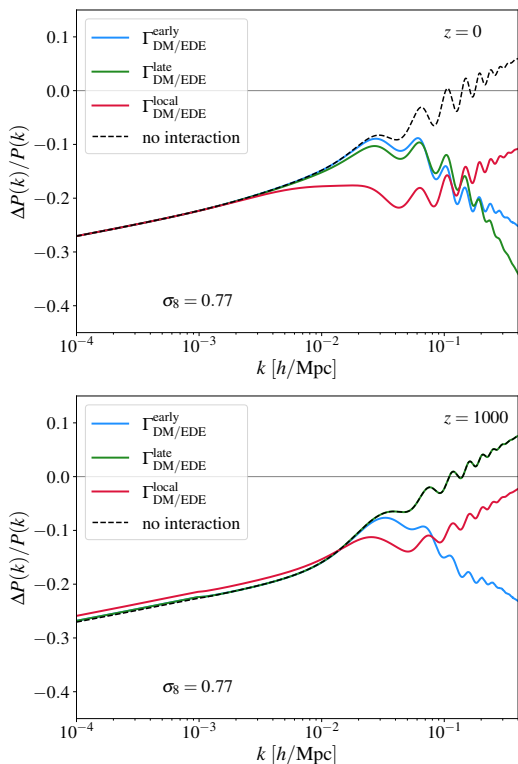 z = 0
Γ^early_DM/EDE
Γ^late_DM/EDE
Γ^local_DM/EDE
no interaction
σ₈ = 0.77
ΔP(k)/P(k)
0.1
0.0
−0.1
−0.2
−0.3
−0.4
10⁻⁴
10⁻³
10⁻²
10⁻¹
k [h/Mpc]
z = 1000
Γ^early_DM/EDE
Γ^late_DM/EDE
Γ^local_DM/EDE
no interaction
σ₈ = 0.77
ΔP(k)/P(k)
0.1
0.0
−0.1
−0.2
−0.3
−0.4
10⁻⁴
10⁻³
10⁻²
10⁻¹
k [h/Mpc]